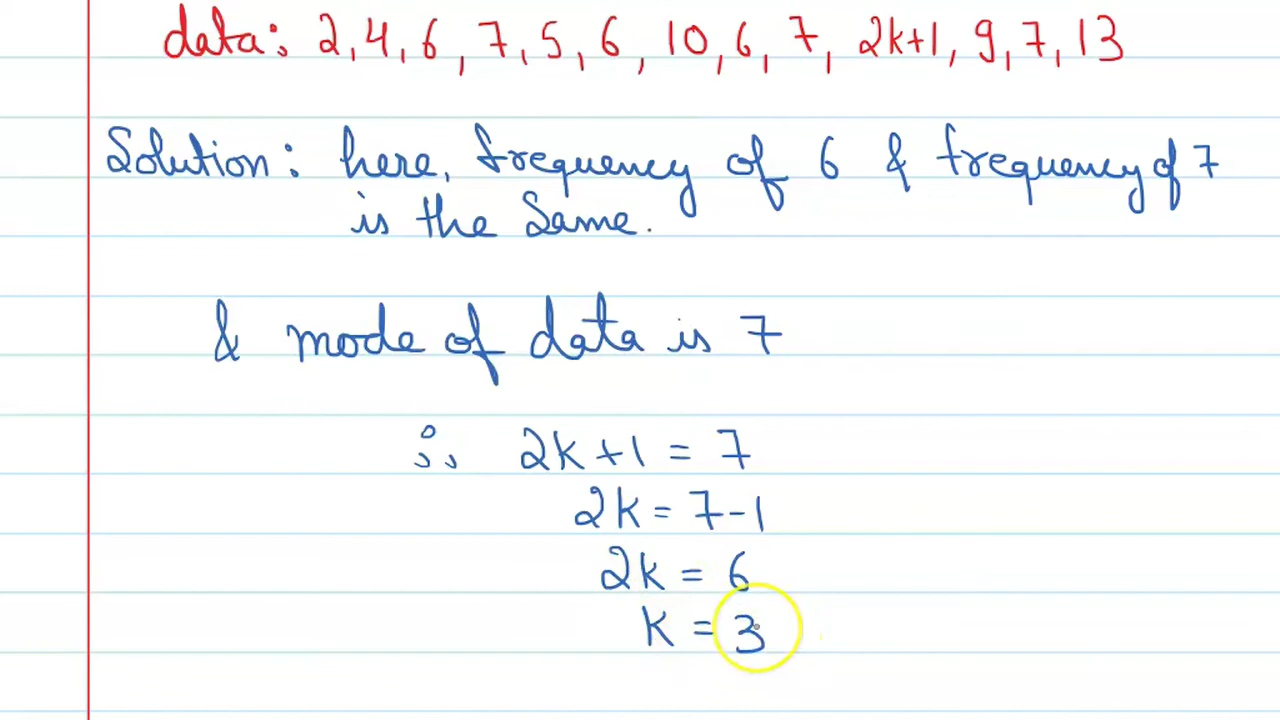 data: 2, 4, 6, 7, 5, 6, 10, 6, 7, 2k+1, 9, 7, 13
Solution: here, frequency of 6 & frequency of 7
is the same.
& mode of data is 7
∴ 2k+1 = 7
2k = 7-1
2k = 6
k = 3